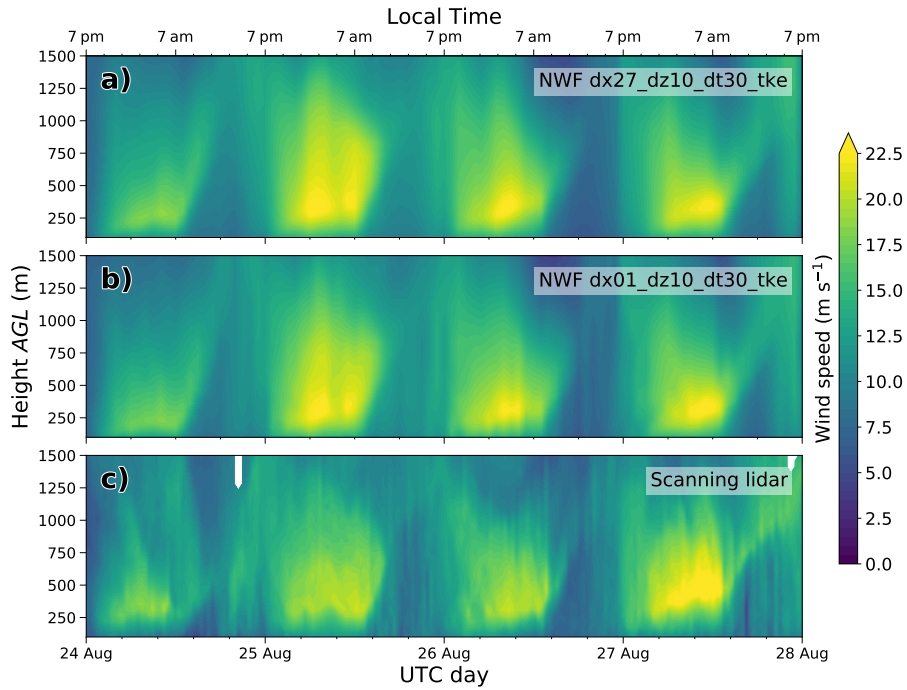 Local Time
7 pm 7 am 7 pm 7 am 7 pm 7 am 7 pm 7 am 7 pm
1500
1250
1000
750
500
250
a)
NWF dx27_dz10_dt30_tke
1500
1250
1000
750
500
250
b)
NWF dx01_dz10_dt30_tke
Height AGL (m)
1500
1250
1000
750
500
250
c)
Scanning lidar
24 Aug 25 Aug 26 Aug 27 Aug 28 Aug
UTC day
Wind speed (m s⁻¹)
22.5
20.0
17.5
15.0
12.5
10.0
7.5
5.0
2.5
0.0